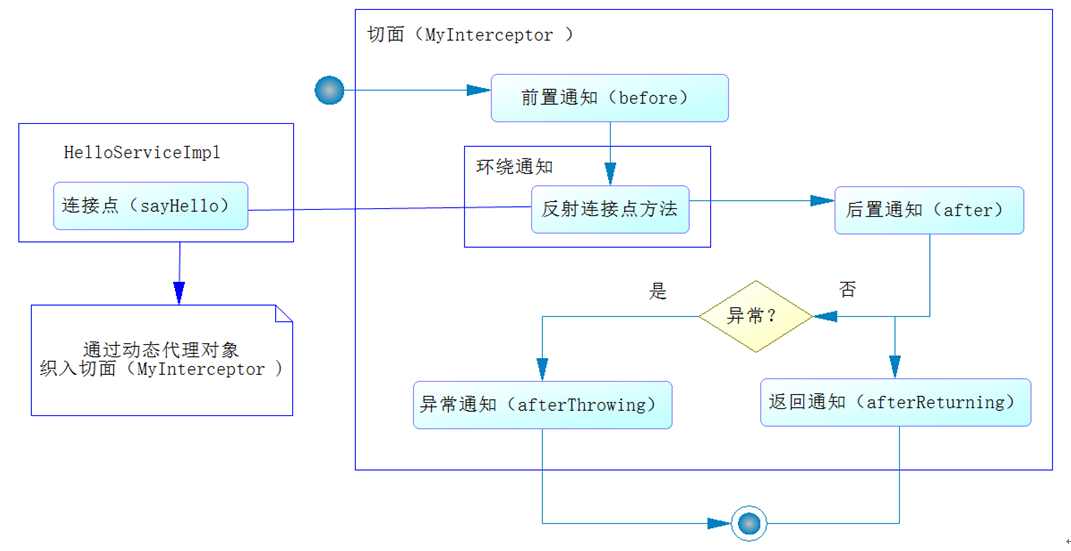 切面（MyInterceptor ）
前置通知（before）
HelloServiceImpl
连接点（sayHello）
环绕通知
反射连接点方法
后置通知（after）
通过动态代理对象
织入切面（MyInterceptor ）
是
异常?
否
异常通知（afterThrowing）
返回通知（afterReturning）